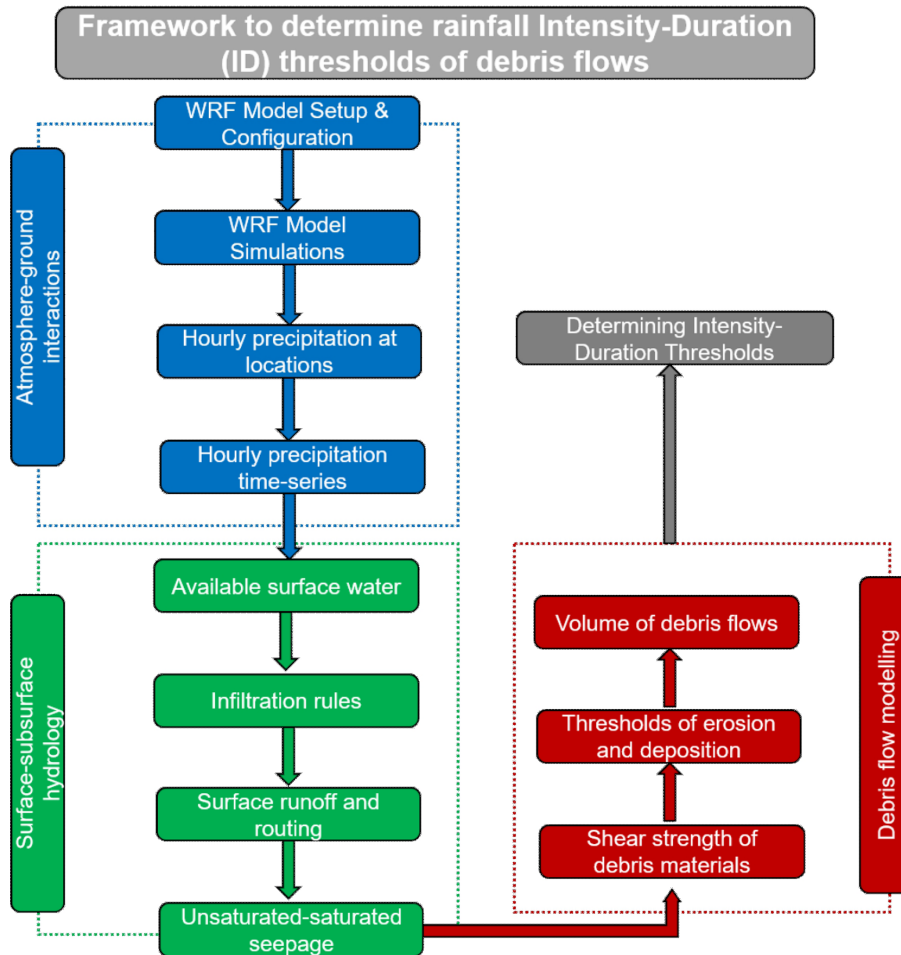 Framework to determine rainfall Intensity-Duration
(ID) thresholds of debris flows
Atmosphere-ground
interactions
WRF Model Setup &
Configuration
WRF Model
Simulations
Hourly precipitation at
locations
Hourly precipitation
time-series
Surface-subsurface
hydrology
Available surface water
Infiltration rules
Surface runoff and
routing
Unsaturated-saturated
seepage
Debris flow modelling
Shear strength of
debris materials
Thresholds of erosion
and deposition
Volume of debris flows
Determining Intensity-
Duration Thresholds